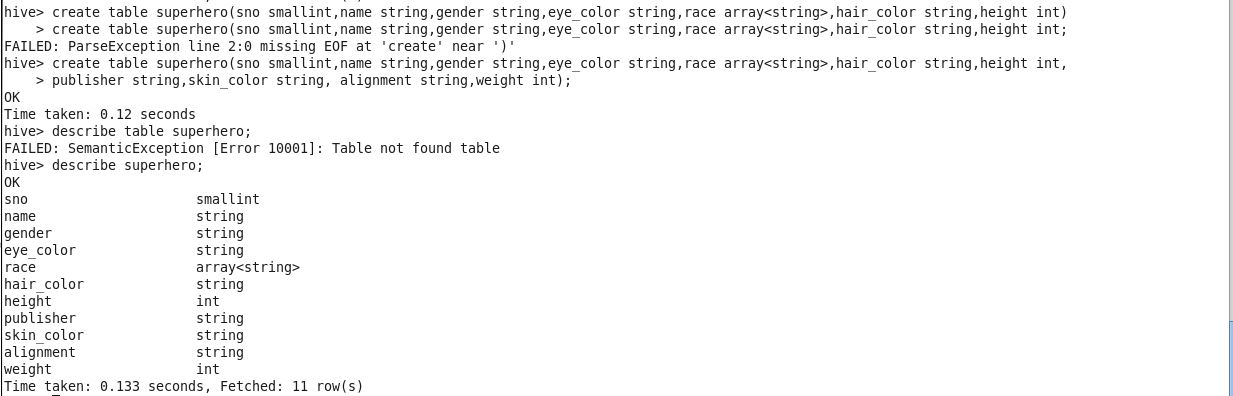 hive> create table superhero(sno smallint,name string,gender string,eye_color string,race array<string>,hair_color string,height int)
    > create table superhero(sno smallint,name string,gender string,eye_color string,race array<string>,hair_color string,height int;
FAILED: ParseException line 2:0 missing EOF at 'create' near ')'
hive> create table superhero(sno smallint,name string,gender string,eye_color string,race array<string>,hair_color string,height int,
    > publisher string,skin_color string, alignment string,weight int);
OK
Time taken: 0.12 seconds
hive> describe table superhero;
FAILED: SemanticException [Error 10001]: Table not found table
hive> describe superhero;
OK
sno                     smallint
name                    string
gender                  string
eye_color               string
race                    array<string>
hair_color              string
height                  int
publisher               string
skin_color              string
alignment               string
weight                  int
Time taken: 0.133 seconds, Fetched: 11 row(s)